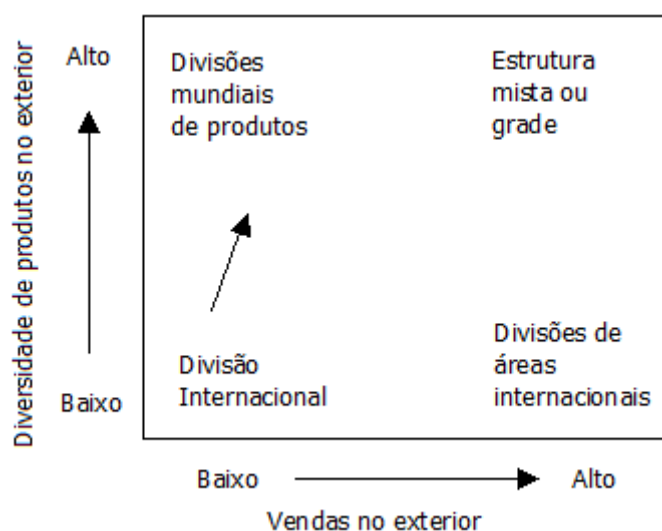 Diversidade de produtos no exterior
Alto
Baixo
Divisões
mundiais
de produtos
Estrutura
mista ou
grade
Divisão
Internacional
Divisões de
áreas
internacionais
Baixo
Alto
Vendas no exterior